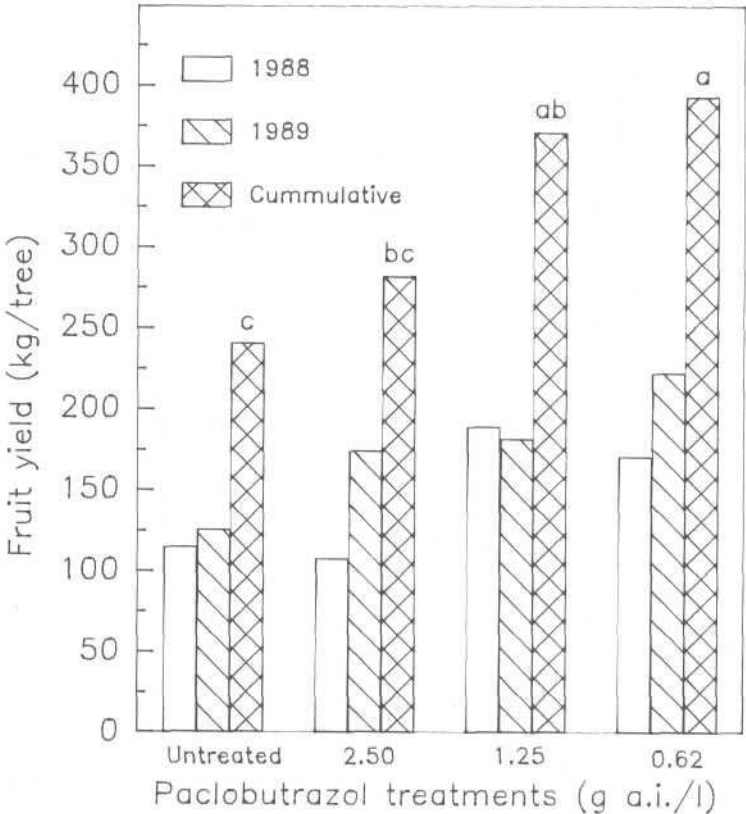 Fruit yield (kg/tree)
400
350
300
250
200
150
100
50
0
1988
1989
Cummulative
c
bc
ab
a
Untreated
2.50
1.25
0.62
Paclobutrazol treatments (g a.i./l)